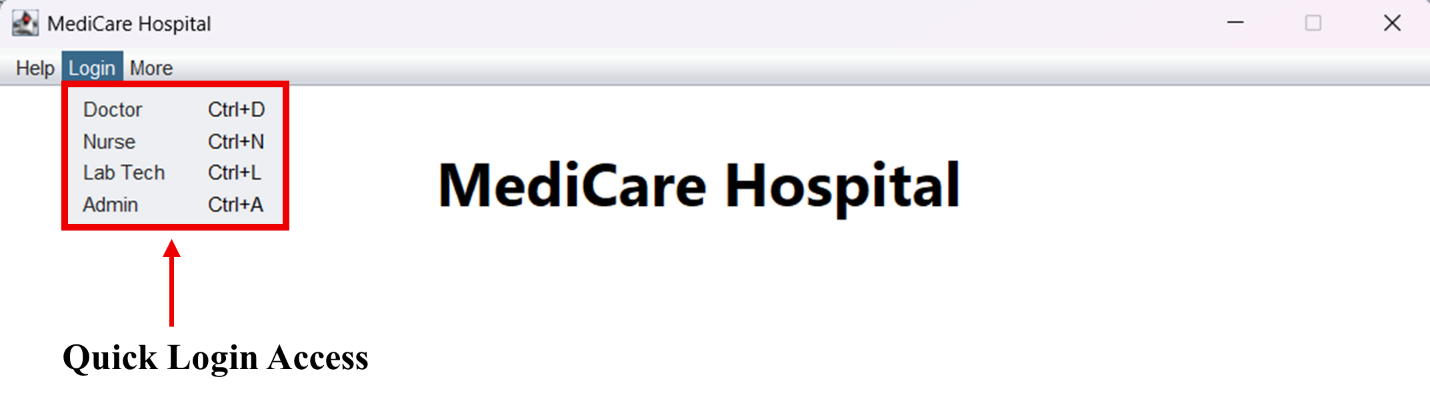 MediCare Hospital
Help Login More
Doctor Ctrl+D
Nurse Ctrl+N
Lab Tech Ctrl+L
Admin Ctrl+A
MediCare Hospital
Quick Login Access